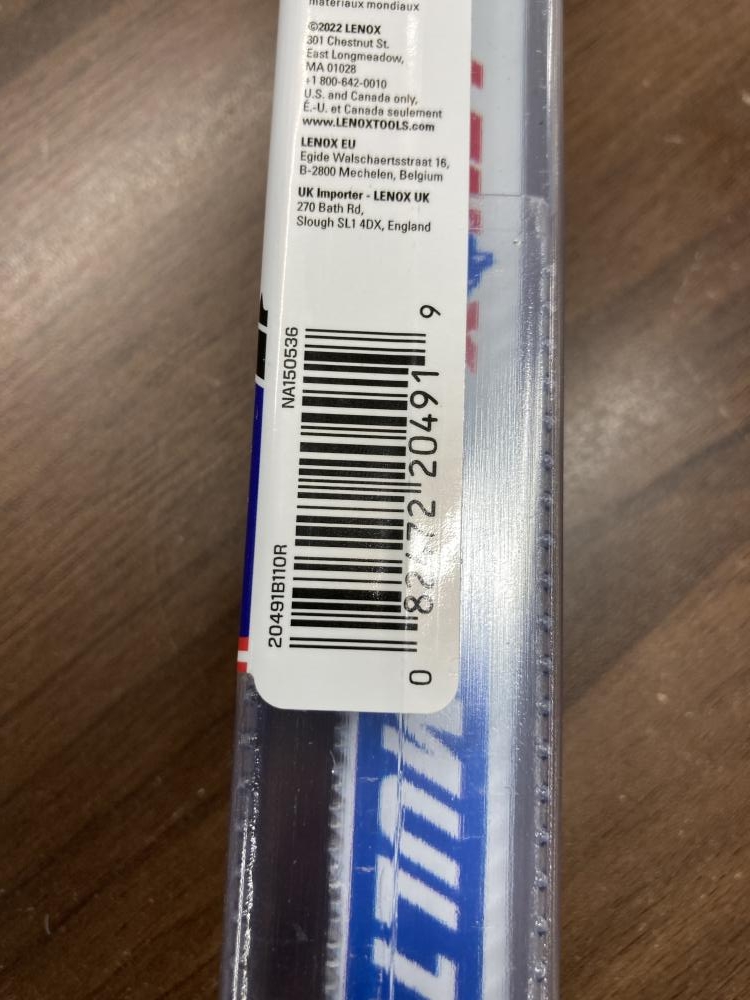 matériaux mondiaux
©2022 LENOX
301 Chestnut St.
East Longmeadow,
MA 01028
+1 800-642-0010
U.S. and Canada only,
É.-U. et Canada seulement
www.LENOXTOOLS.com
LENOX EU
Egide Walschaertsstraat 16,
B-2800 Mechelen, Belgium
UK Importer - LENOX UK
270 Bath Rd,
Slough SL1 4DX, England
NA150536
20491B110R
0 82472 20491 9